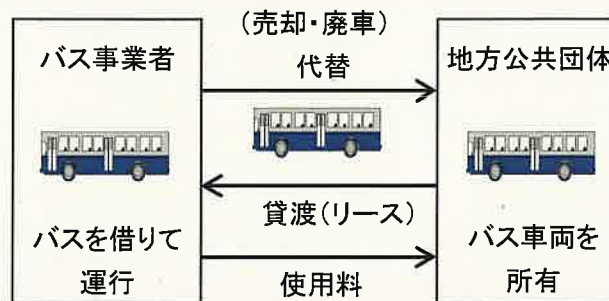 (売却・廃車)
バス事業者
代替
地方公共団体
貸渡(リース)
バスを借りて
運行
バス車両を
所有
使用料